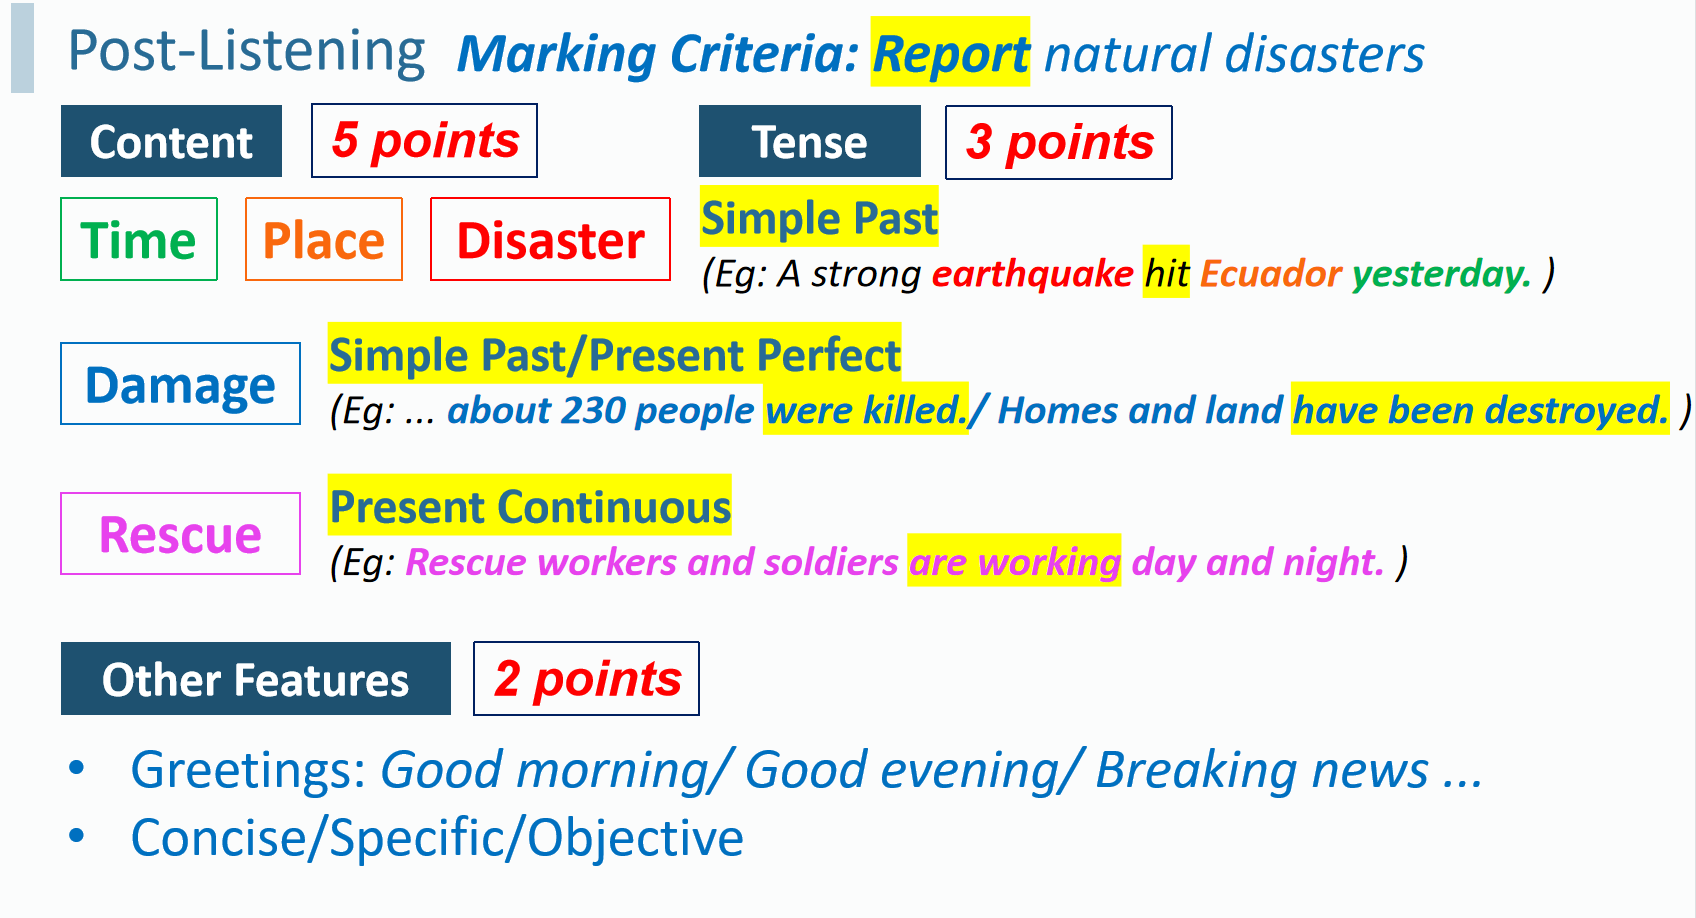 Post-Listening Marking Criteria: Report natural disasters
Content 5 points
Tense 3 points
Time Place Disaster
Simple Past
(Eg: A strong earthquake hit Ecuador yesterday. )
Damage
Simple Past/Present Perfect
(Eg: ... about 230 people were killed./ Homes and land have been destroyed. )
Rescue
Present Continuous
(Eg: Rescue workers and soldiers are working day and night. )
Other Features 2 points
• Greetings: Good morning/ Good evening/ Breaking news ...
• Concise/Specific/Objective